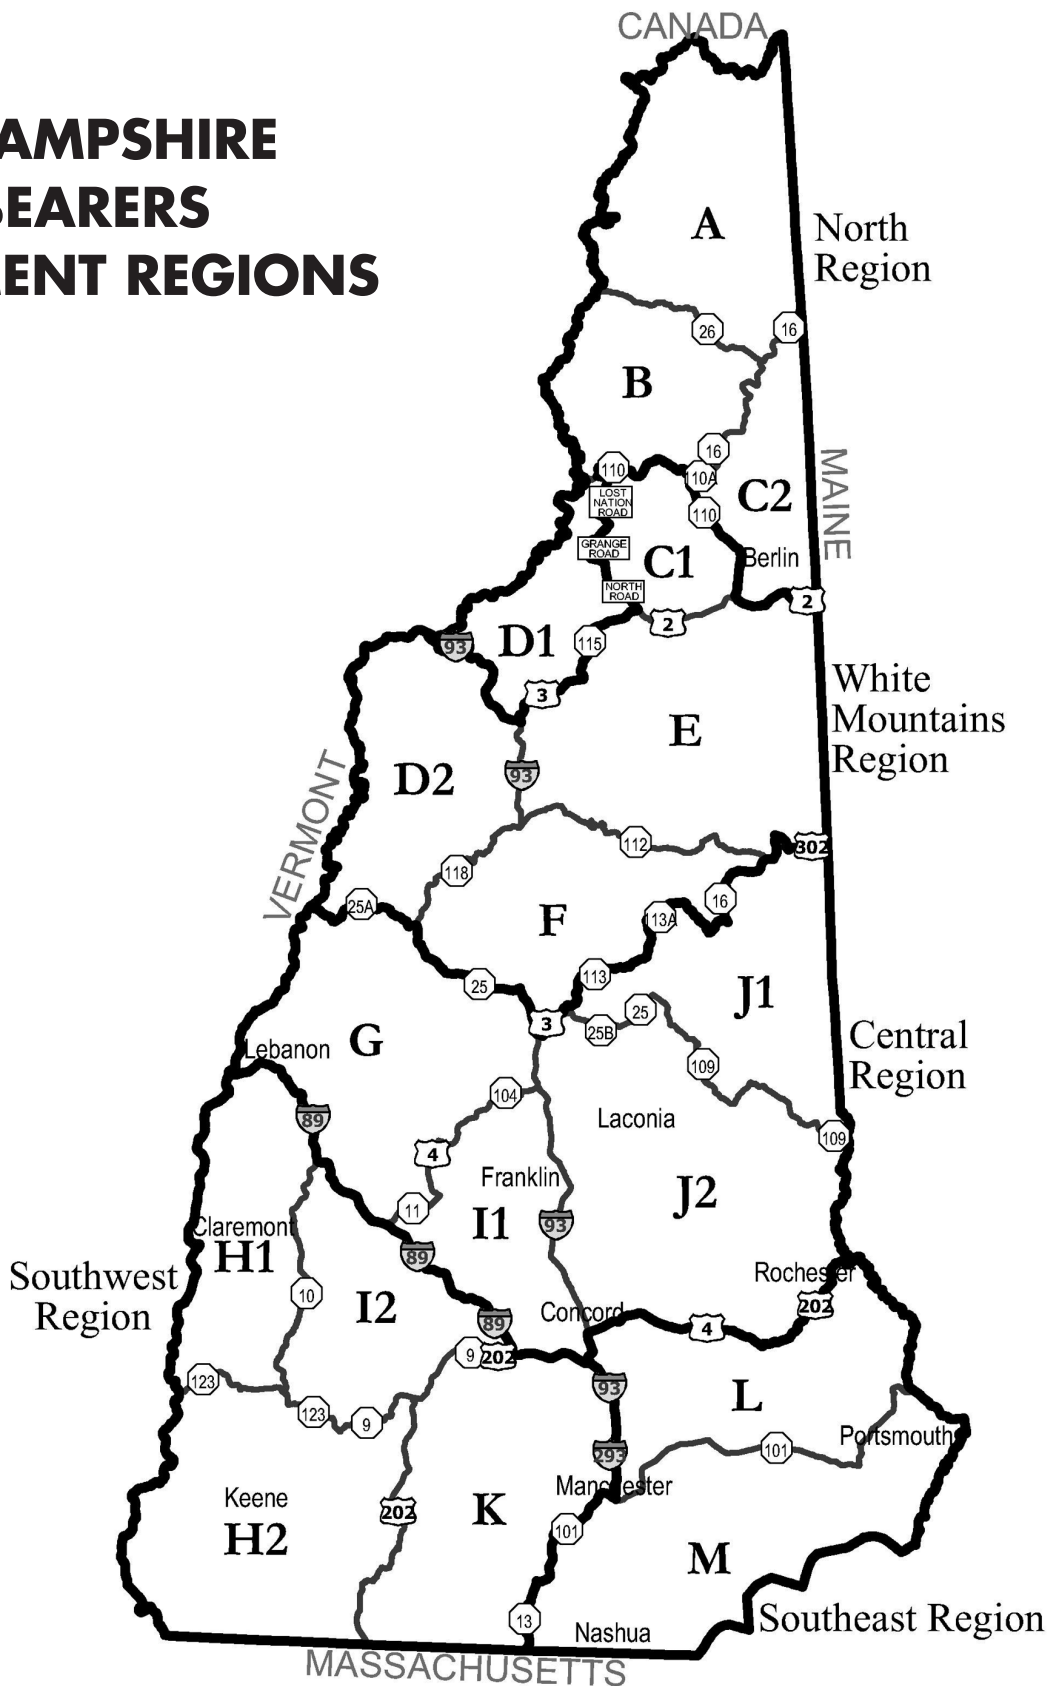 CANADA
AMPSHIRE
BEARERS
MENT REGIONS
A
North
Region
26
16
B
16
110
110A
C2
MAINE
LOST
NATION
ROAD
110
GRANGE
ROAD
C1
Berlin
NORTH
ROAD
2
2
D1
115
93
3
White
Mountains
Region
E
D2
93
VERMONT
112
302
118
16
25A
113A
F
113
25
J1
25
3
25B
G
Lebanon
Central
Region
109
104
89
Laconia
109
4
Franklin
J2
11
I1
93
Claremont
H1
89
Southwest
Region
Rochester
10
I2
202
Concord
89
4
9
202
123
93
L
123
9
Portsmouth
101
293
Manchester
Keene
202
K
H2
101
M
13
Southeast Region
Nashua
MASSACHUSETTS